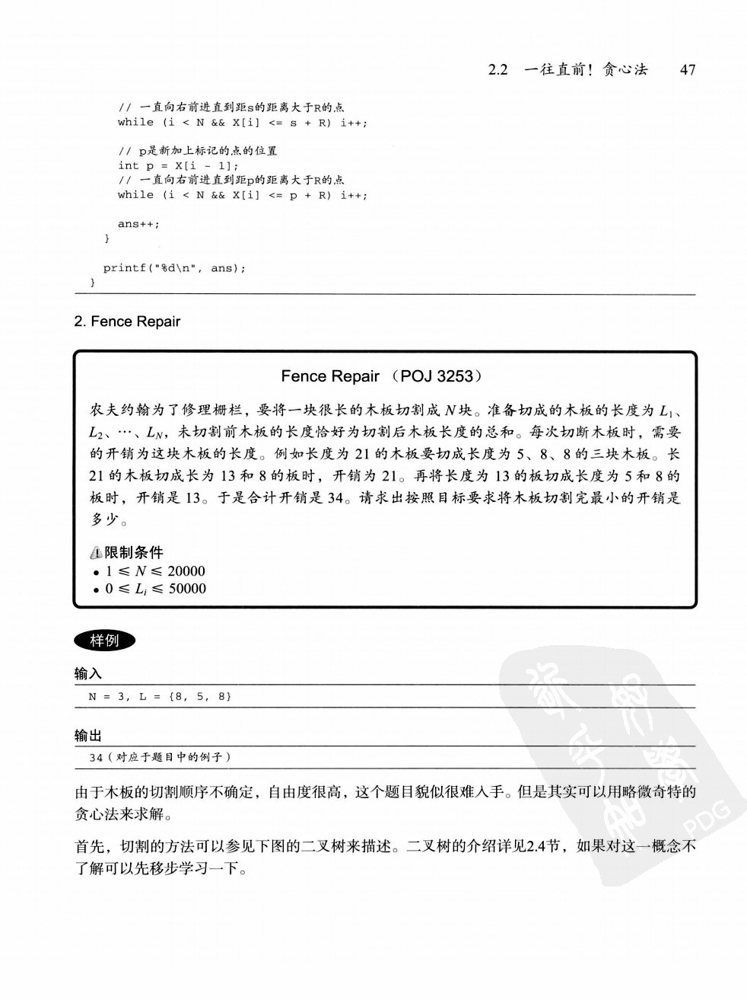 2.2 一往直前！贪心法 47
// 一直向右前进直到距s的距离大于R的点
while (i < N && X[i] <= s + R) i++;
// p是新加上标记的点的位置
int p = X[i - 1];
// 一直向右前进直到距p的距离大于R的点
while (i < N && X[i] <= p + R) i++;
ans++;
}
printf("%d\n", ans);
}
2. Fence Repair
Fence Repair （POJ 3253）
农夫约翰为了修理栅栏，要将一块很长的木板切割成 N 块。准备切成的木板的长度为 L₁、
L₂、…、L_N，未切割前木板的长度恰好为切割后木板长度的总和。每次切断木板时，需要
的开销为这块木板的长度。例如长度为 21 的木板要切成长度为 5、8、8 的三块木板。长
21 的木板切成长为 13 和 8 的板时，开销为 21。再将长度为 13 的板切成长度为 5 和 8 的
板时，开销是 13。于是合计开销是 34。请求出按照目标要求将木板切割完最小的开销是
多少。
限制条件
• 1 ≤ N ≤ 20000
• 0 ≤ Lᵢ ≤ 50000
样例
输入
N = 3, L = {8, 5, 8}
输出
34（对应于题目中的例子）
由于木板的切割顺序不确定，自由度很高，这个题目貌似很难入手。但是其实可以用略微奇特的
贪心法来求解。
首先，切割的方法可以参见下图的二叉树来描述。二叉树的介绍详见2.4节，如果对这一概念不
了解可以先移步学习一下。
PDG